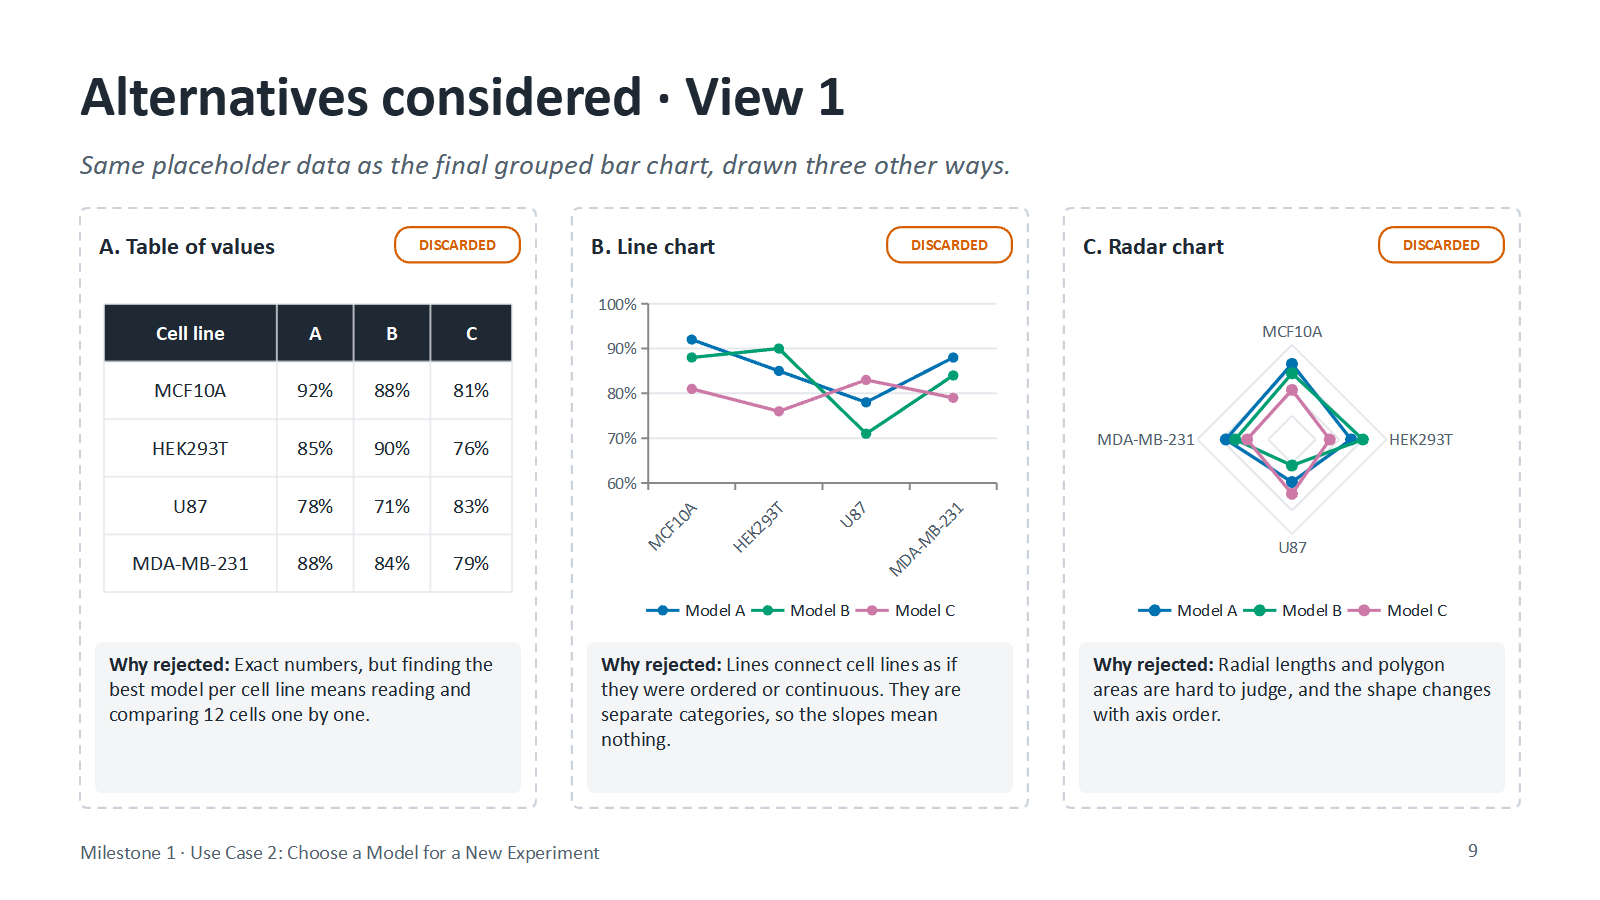 Alternatives considered · View 1
Same placeholder data as the final grouped bar chart, drawn three other ways.
A. Table of values
DISCARDED
Cell line A B C
MCF10A 92% 88% 81%
HEK293T 85% 90% 76%
U87 78% 71% 83%
MDA-MB-231 88% 84% 79%
Why rejected: Exact numbers, but finding the
best model per cell line means reading and
comparing 12 cells one by one.
B. Line chart
DISCARDED
100%
90%
80%
70%
60%
MCF10A
HEK293T
U87
MDA-MB-231
Model A Model B Model C
Why rejected: Lines connect cell lines as if
they were ordered or continuous. They are
separate categories, so the slopes mean
nothing.
C. Radar chart
DISCARDED
MCF10A
MDA-MB-231
HEK293T
U87
Model A Model B Model C
Why rejected: Radial lengths and polygon
areas are hard to judge, and the shape changes
with axis order.
Milestone 1 · Use Case 2: Choose a Model for a New Experiment
9